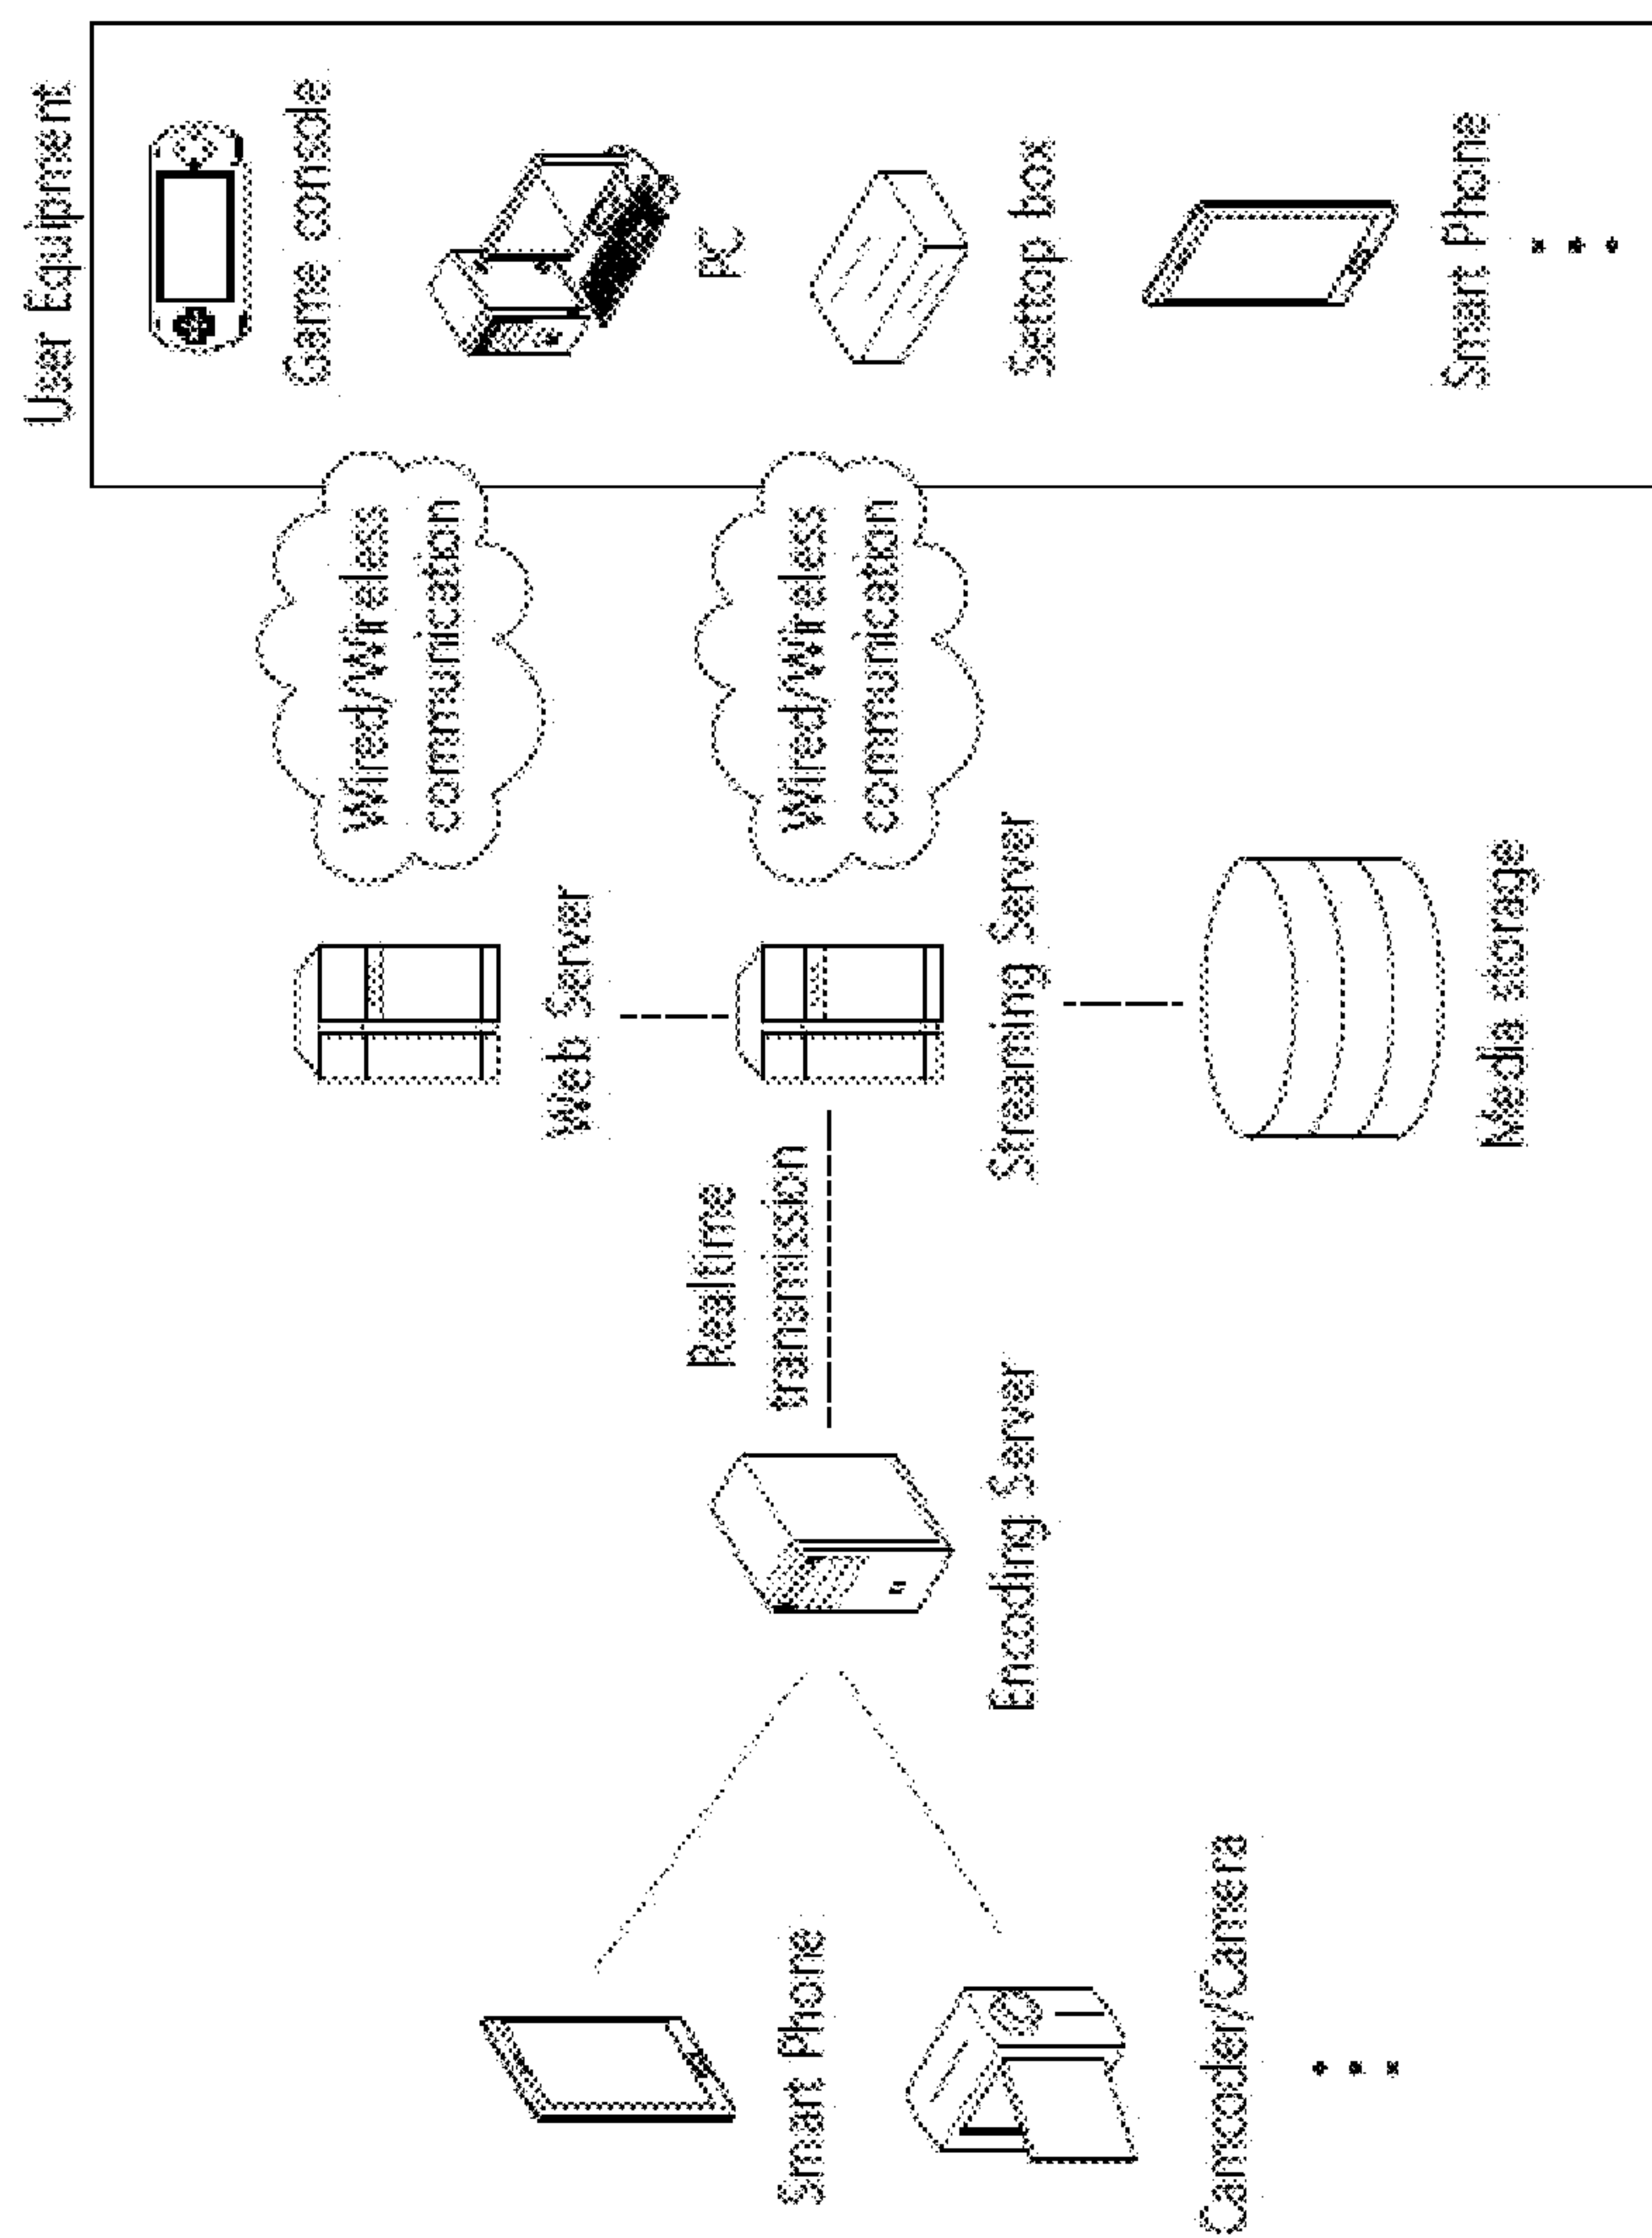 User Equipment
Game console
PC
Settop box
Smart Phone
Wired/Wireless
communication
Wired/Wireless
communication
Web Server
Streaming Server
Media storage
Realtime
transmission
Encoding Server
Smart Phone
Camcoder/Camera